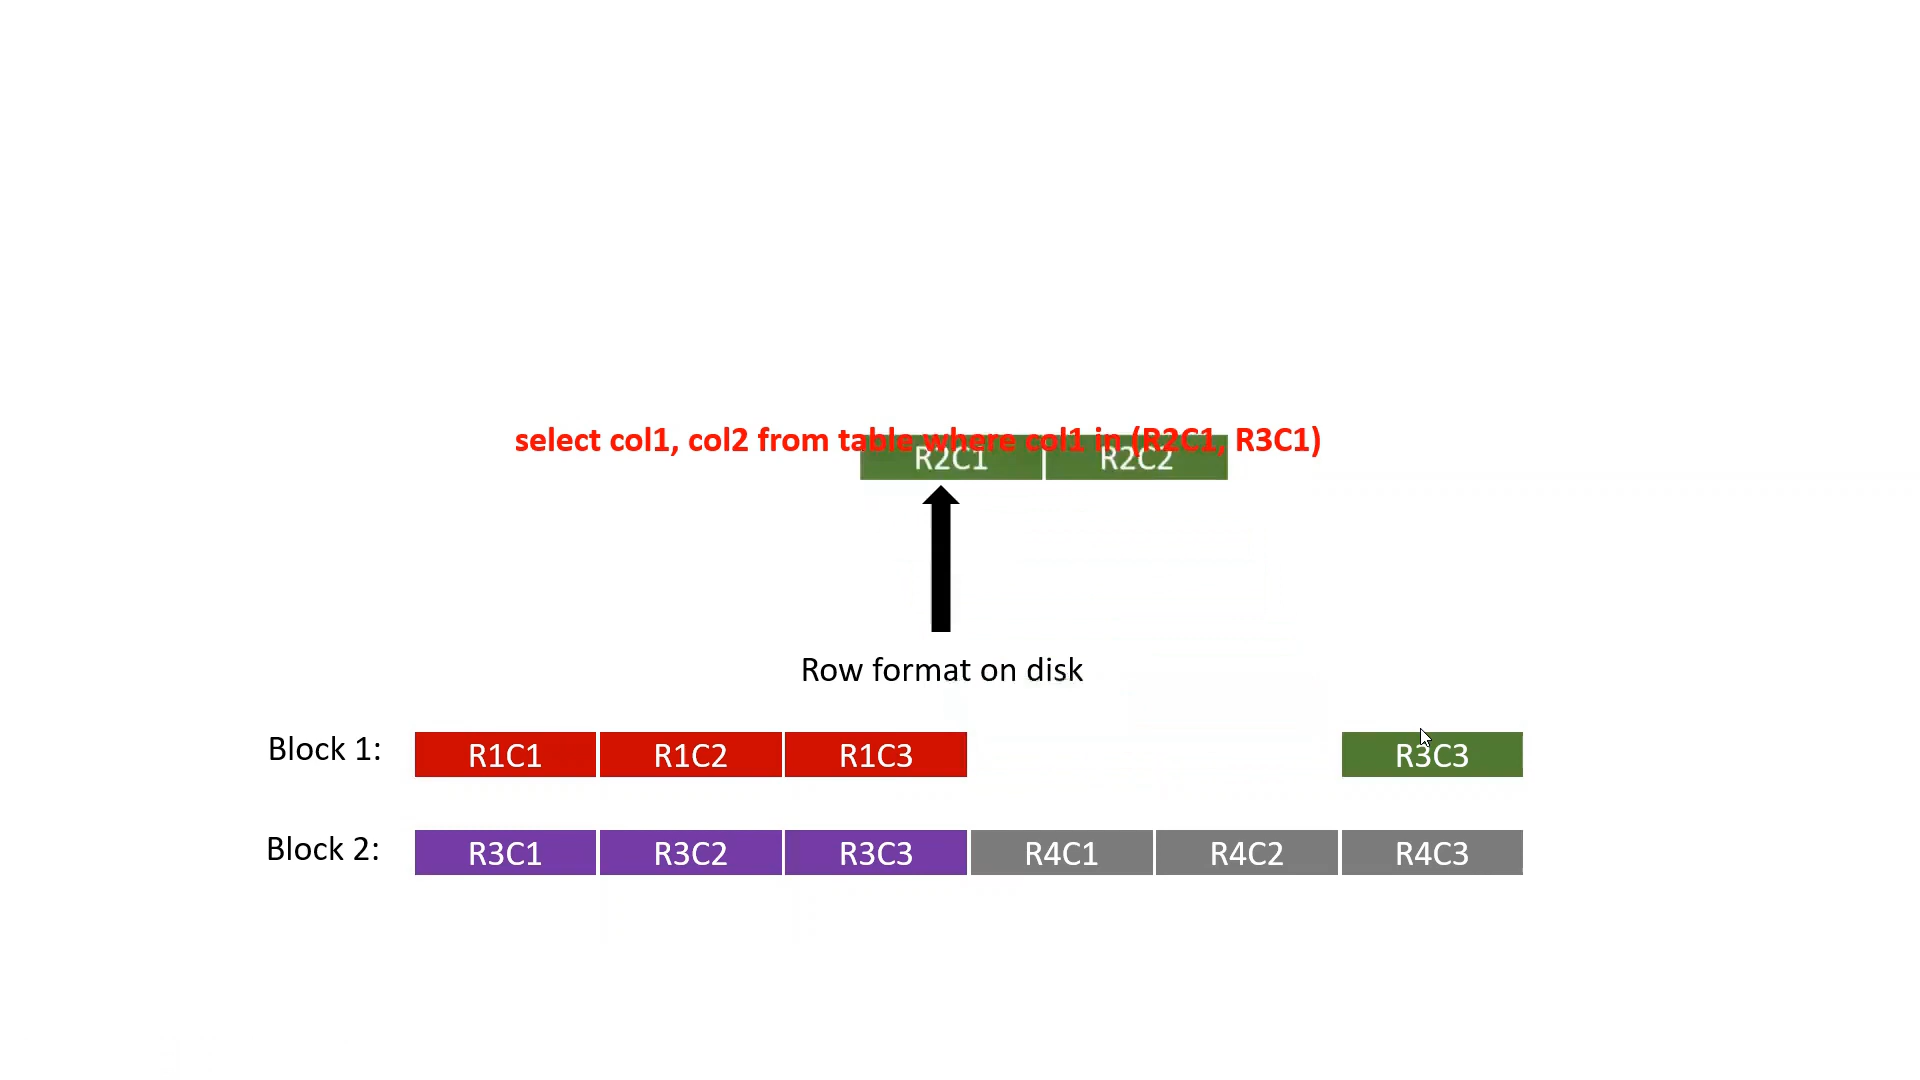 select col1, col2 from table where col1 in (R2C1, R3C1)
R2C1 R2C2
Row format on disk
Block 1: R1C1 R1C2 R1C3 R3C3
Block 2: R3C1 R3C2 R3C3 R4C1 R4C2 R4C3